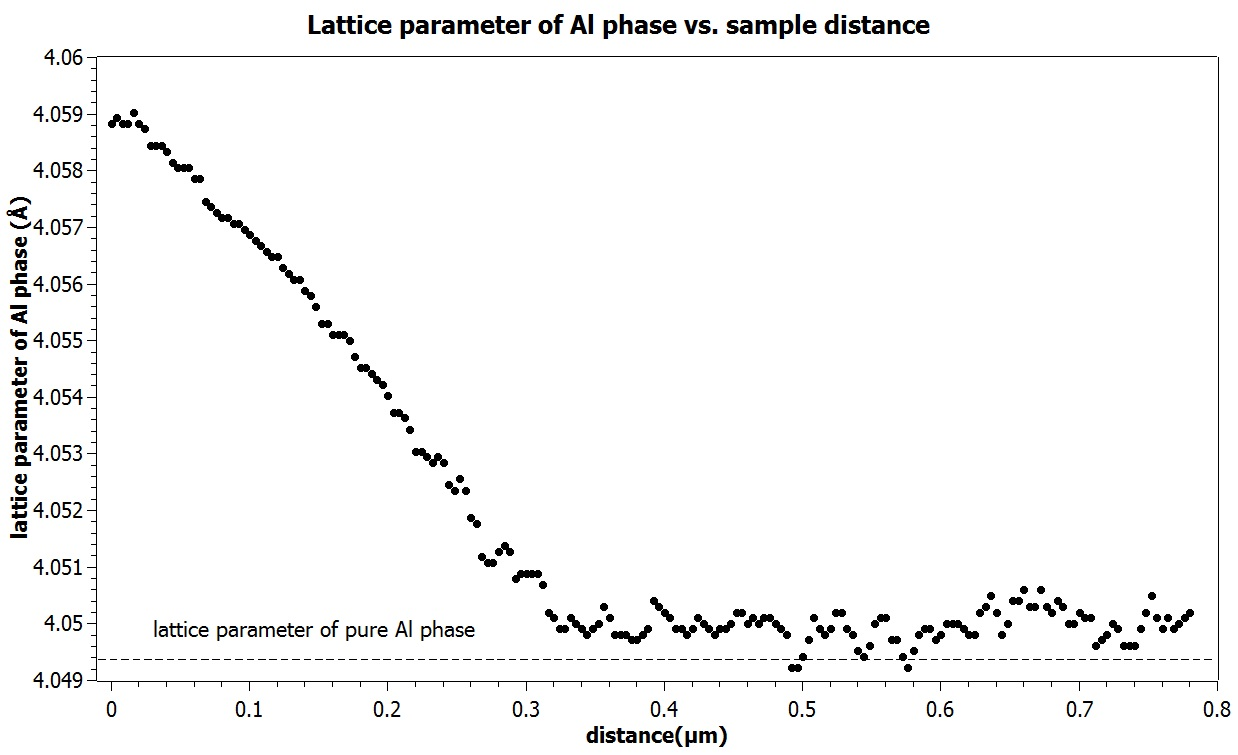 Lattice parameter of Al phase vs. sample distance
4.06
4.059
4.058
4.057
4.056
4.055
4.054
4.053
4.052
4.051
4.05
4.049
lattice parameter of Al phase (Å)
lattice parameter of pure Al phase
0 0.1 0.2 0.3 0.4 0.5 0.6 0.7 0.8
distance(µm)